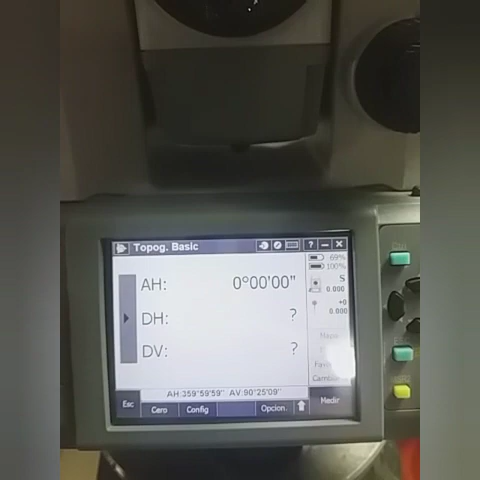 Topog. Basic
?
69%
100%
AH:
0°00'00"
S
0.000
DH:
?
+0
0.000
DV:
?
AH:359°59'59" AV:90°25'09"
Esc
Cero
Config
Opcion.
Medir